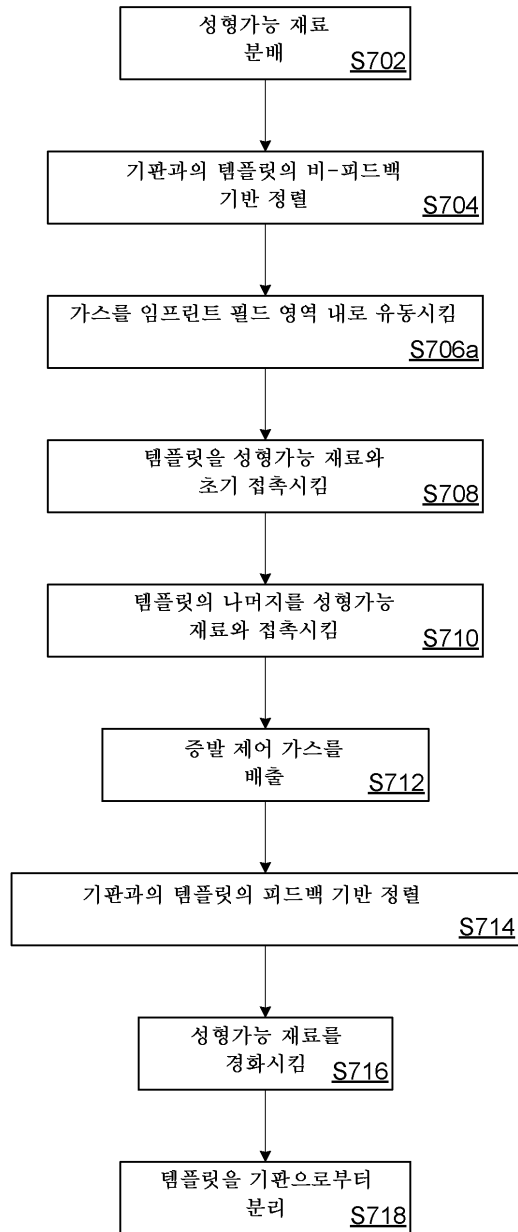 성형가능 재료
분배
S702
기판과의 템플릿의 비-피드백
기반 정렬
S704
가스를 임프린트 필드 영역 내로 유동시킴
S706a
템플릿을 성형가능 재료와
초기 접촉시킴
S708
템플릿의 나머지를 성형가능
재료와 접촉시킴
S710
증발 제어 가스를
배출
S712
기판과의 템플릿의 피드백 기반 정렬
S714
성형가능 재료를
경화시킴
S716
템플릿을 기판으로부터
분리
S718